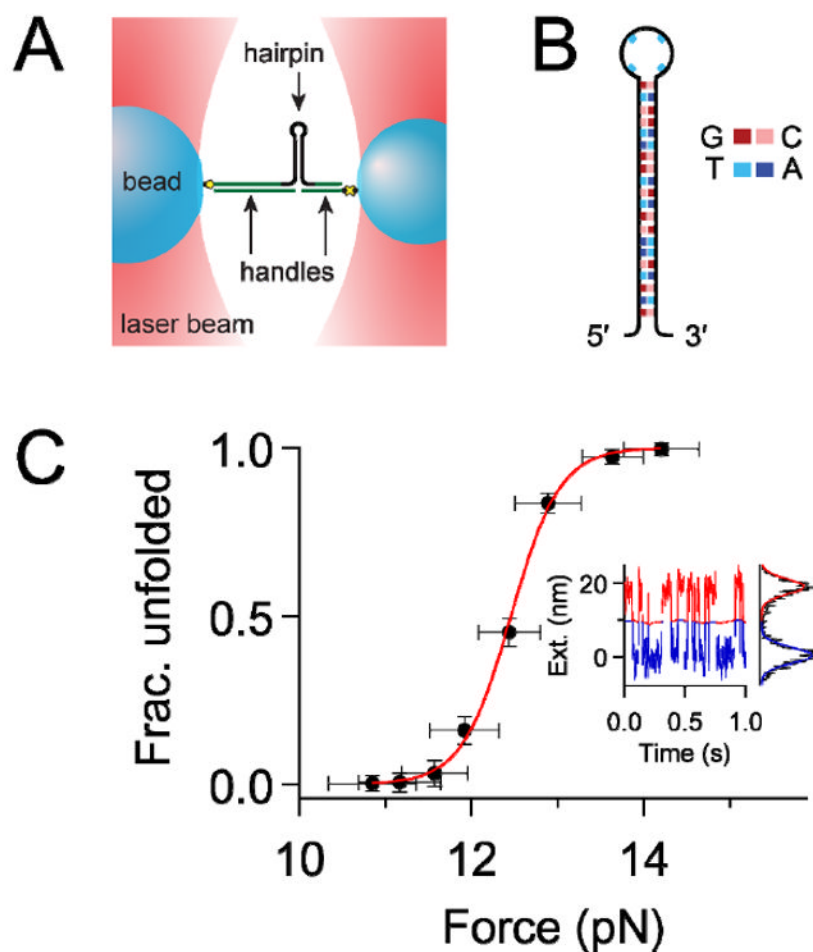 A
hairpin
bead
handles
laser beam
B
G C
T A
5′ 3′
C
Frac. unfolded
1.0
0.5
0.0
10 12 14
Force (pN)
Ext. (nm)
20
0
0.0 0.5 1.0
Time (s)